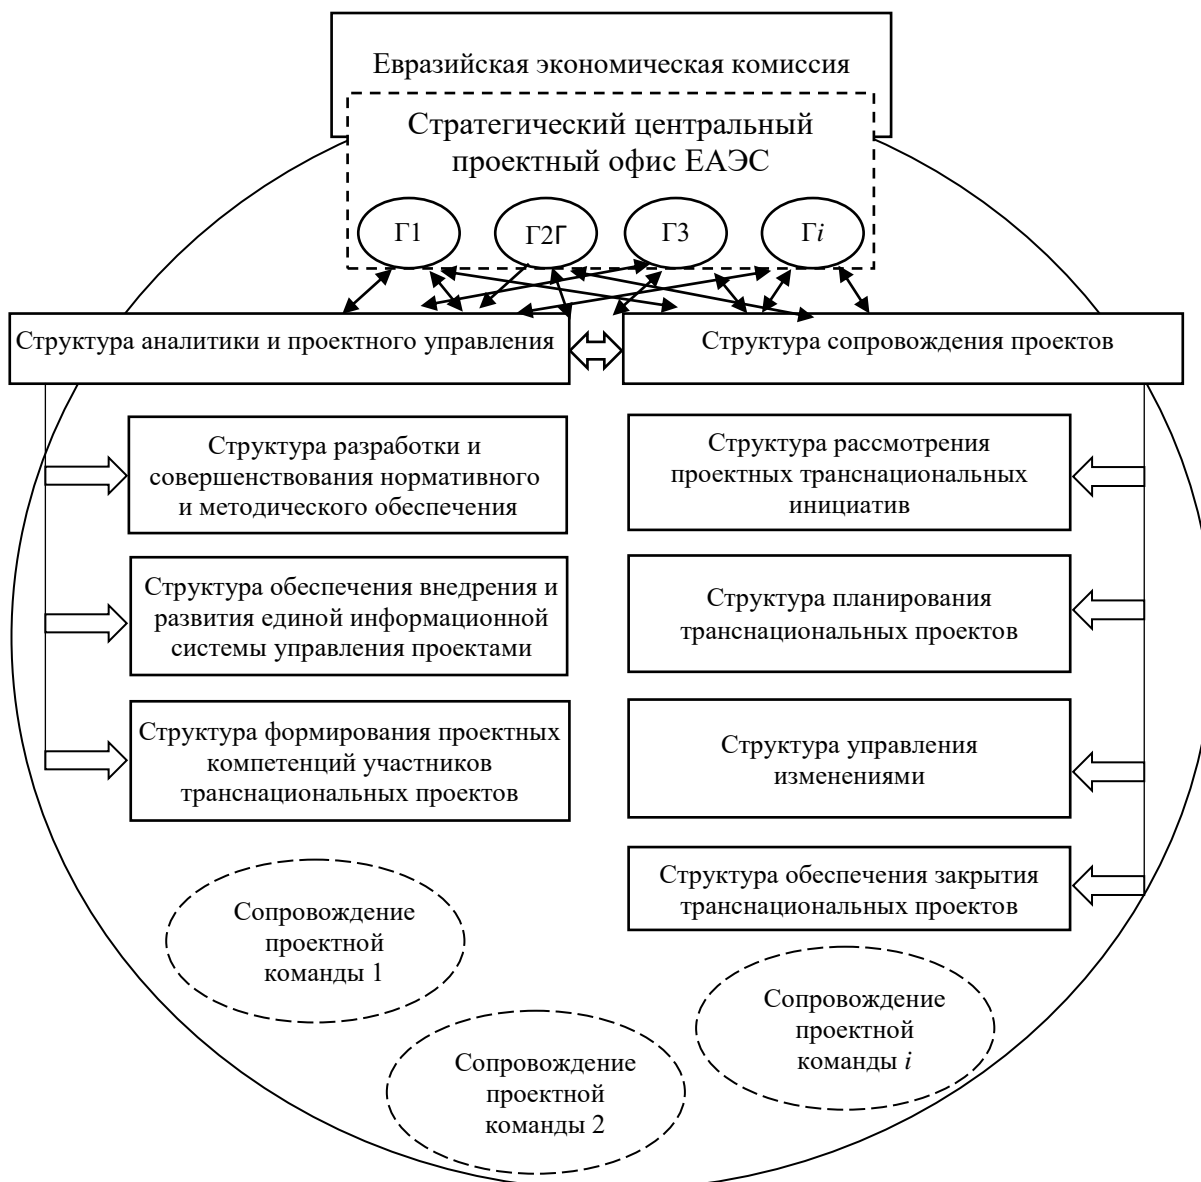 Евразийская экономическая комиссия
Стратегический центральный
проектный офис ЕАЭС
Г1
Г2Г
Г3
Гi
Структура аналитики и проектного управления
Структура сопровождения проектов
Структура разработки и
совершенствования нормативного
и методического обеспечения
Структура рассмотрения
проектных транснациональных
инициатив
Структура обеспечения внедрения и
развития единой информационной
системы управления проектами
Структура планирования
транснациональных проектов
Структура формирования проектных
компетенций участников
транснациональных проектов
Структура управления
изменениями
Структура обеспечения закрытия
транснациональных проектов
Сопровождение
проектной
команды 1
Сопровождение
проектной
команды i
Сопровождение
проектной
команды 2